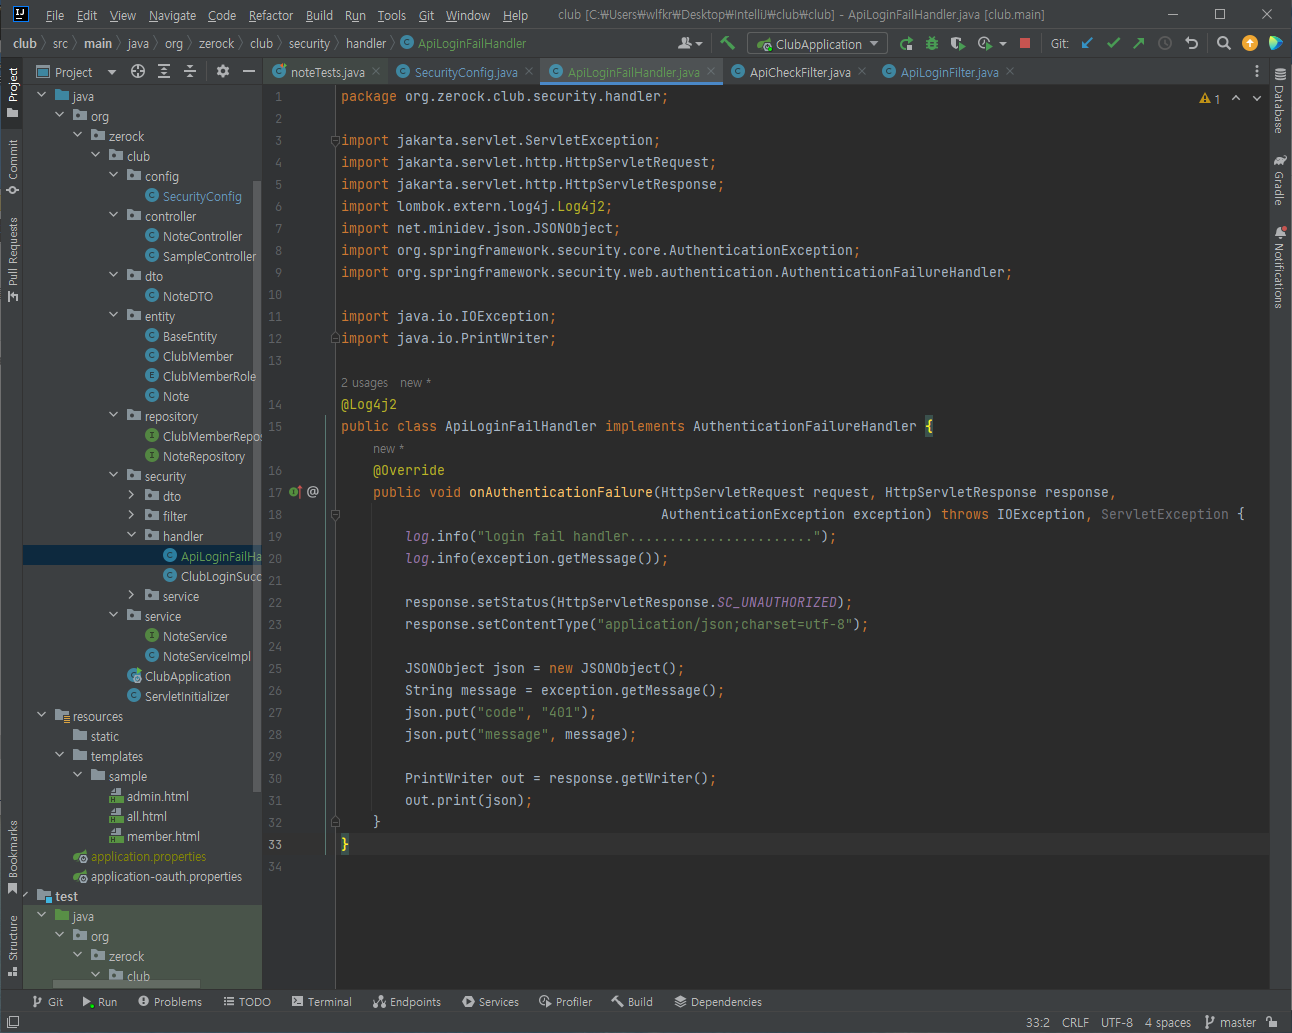 File Edit View Navigate Code Refactor Build Run Tools Git Window Help club [C:₩Users₩wlfkr₩Desktop₩IntelliJ₩club₩club] - ApiLoginFailHandler.java [club.main]
club src main java org zerock club security handler ApiLoginFailHandler ClubApplication Git:
Project noteTests.java SecurityConfig.java ApiLoginFailHandler.java ApiCheckFilter.java ApiLoginFilter.java
Project
Commit
Pull Requests
Bookmarks
Structure
java
org
zerock
club
config
SecurityConfig
controller
NoteController
SampleController
dto
NoteDTO
entity
BaseEntity
ClubMember
ClubMemberRole
Note
repository
ClubMemberRepos
NoteRepository
security
dto
filter
handler
ApiLoginFailHa
ClubLoginSucc
service
service
NoteService
NoteServiceImpl
ClubApplication
ServletInitializer
resources
static
templates
sample
admin.html
all.html
member.html
application.properties
application-oauth.properties
test
java
org
zerock
club
1 package org.zerock.club.security.handler;
2
3 import jakarta.servlet.ServletException;
4 import jakarta.servlet.http.HttpServletRequest;
5 import jakarta.servlet.http.HttpServletResponse;
6 import lombok.extern.log4j.Log4j2;
7 import net.minidev.json.JSONObject;
8 import org.springframework.security.core.AuthenticationException;
9 import org.springframework.security.web.authentication.AuthenticationFailureHandler;
10
11 import java.io.IOException;
12 import java.io.PrintWriter;
13
2 usages new *
14 @Log4j2
15 public class ApiLoginFailHandler implements AuthenticationFailureHandler {
new *
16 @Override
17 @ public void onAuthenticationFailure(HttpServletRequest request, HttpServletResponse response,
18 AuthenticationException exception) throws IOException, ServletException {
19 log.info("login fail handler.......................");
20 log.info(exception.getMessage());
21
22 response.setStatus(HttpServletResponse.SC_UNAUTHORIZED);
23 response.setContentType("application/json;charset=utf-8");
24
25 JSONObject json = new JSONObject();
26 String message = exception.getMessage();
27 json.put("code", "401");
28 json.put("message", message);
29
30 PrintWriter out = response.getWriter();
31 out.print(json);
32 }
33 }
34
1
Database
Gradle
Notifications
Git Run Problems TODO Terminal Endpoints Services Profiler Build Dependencies
33:2 CRLF UTF-8 4 spaces master